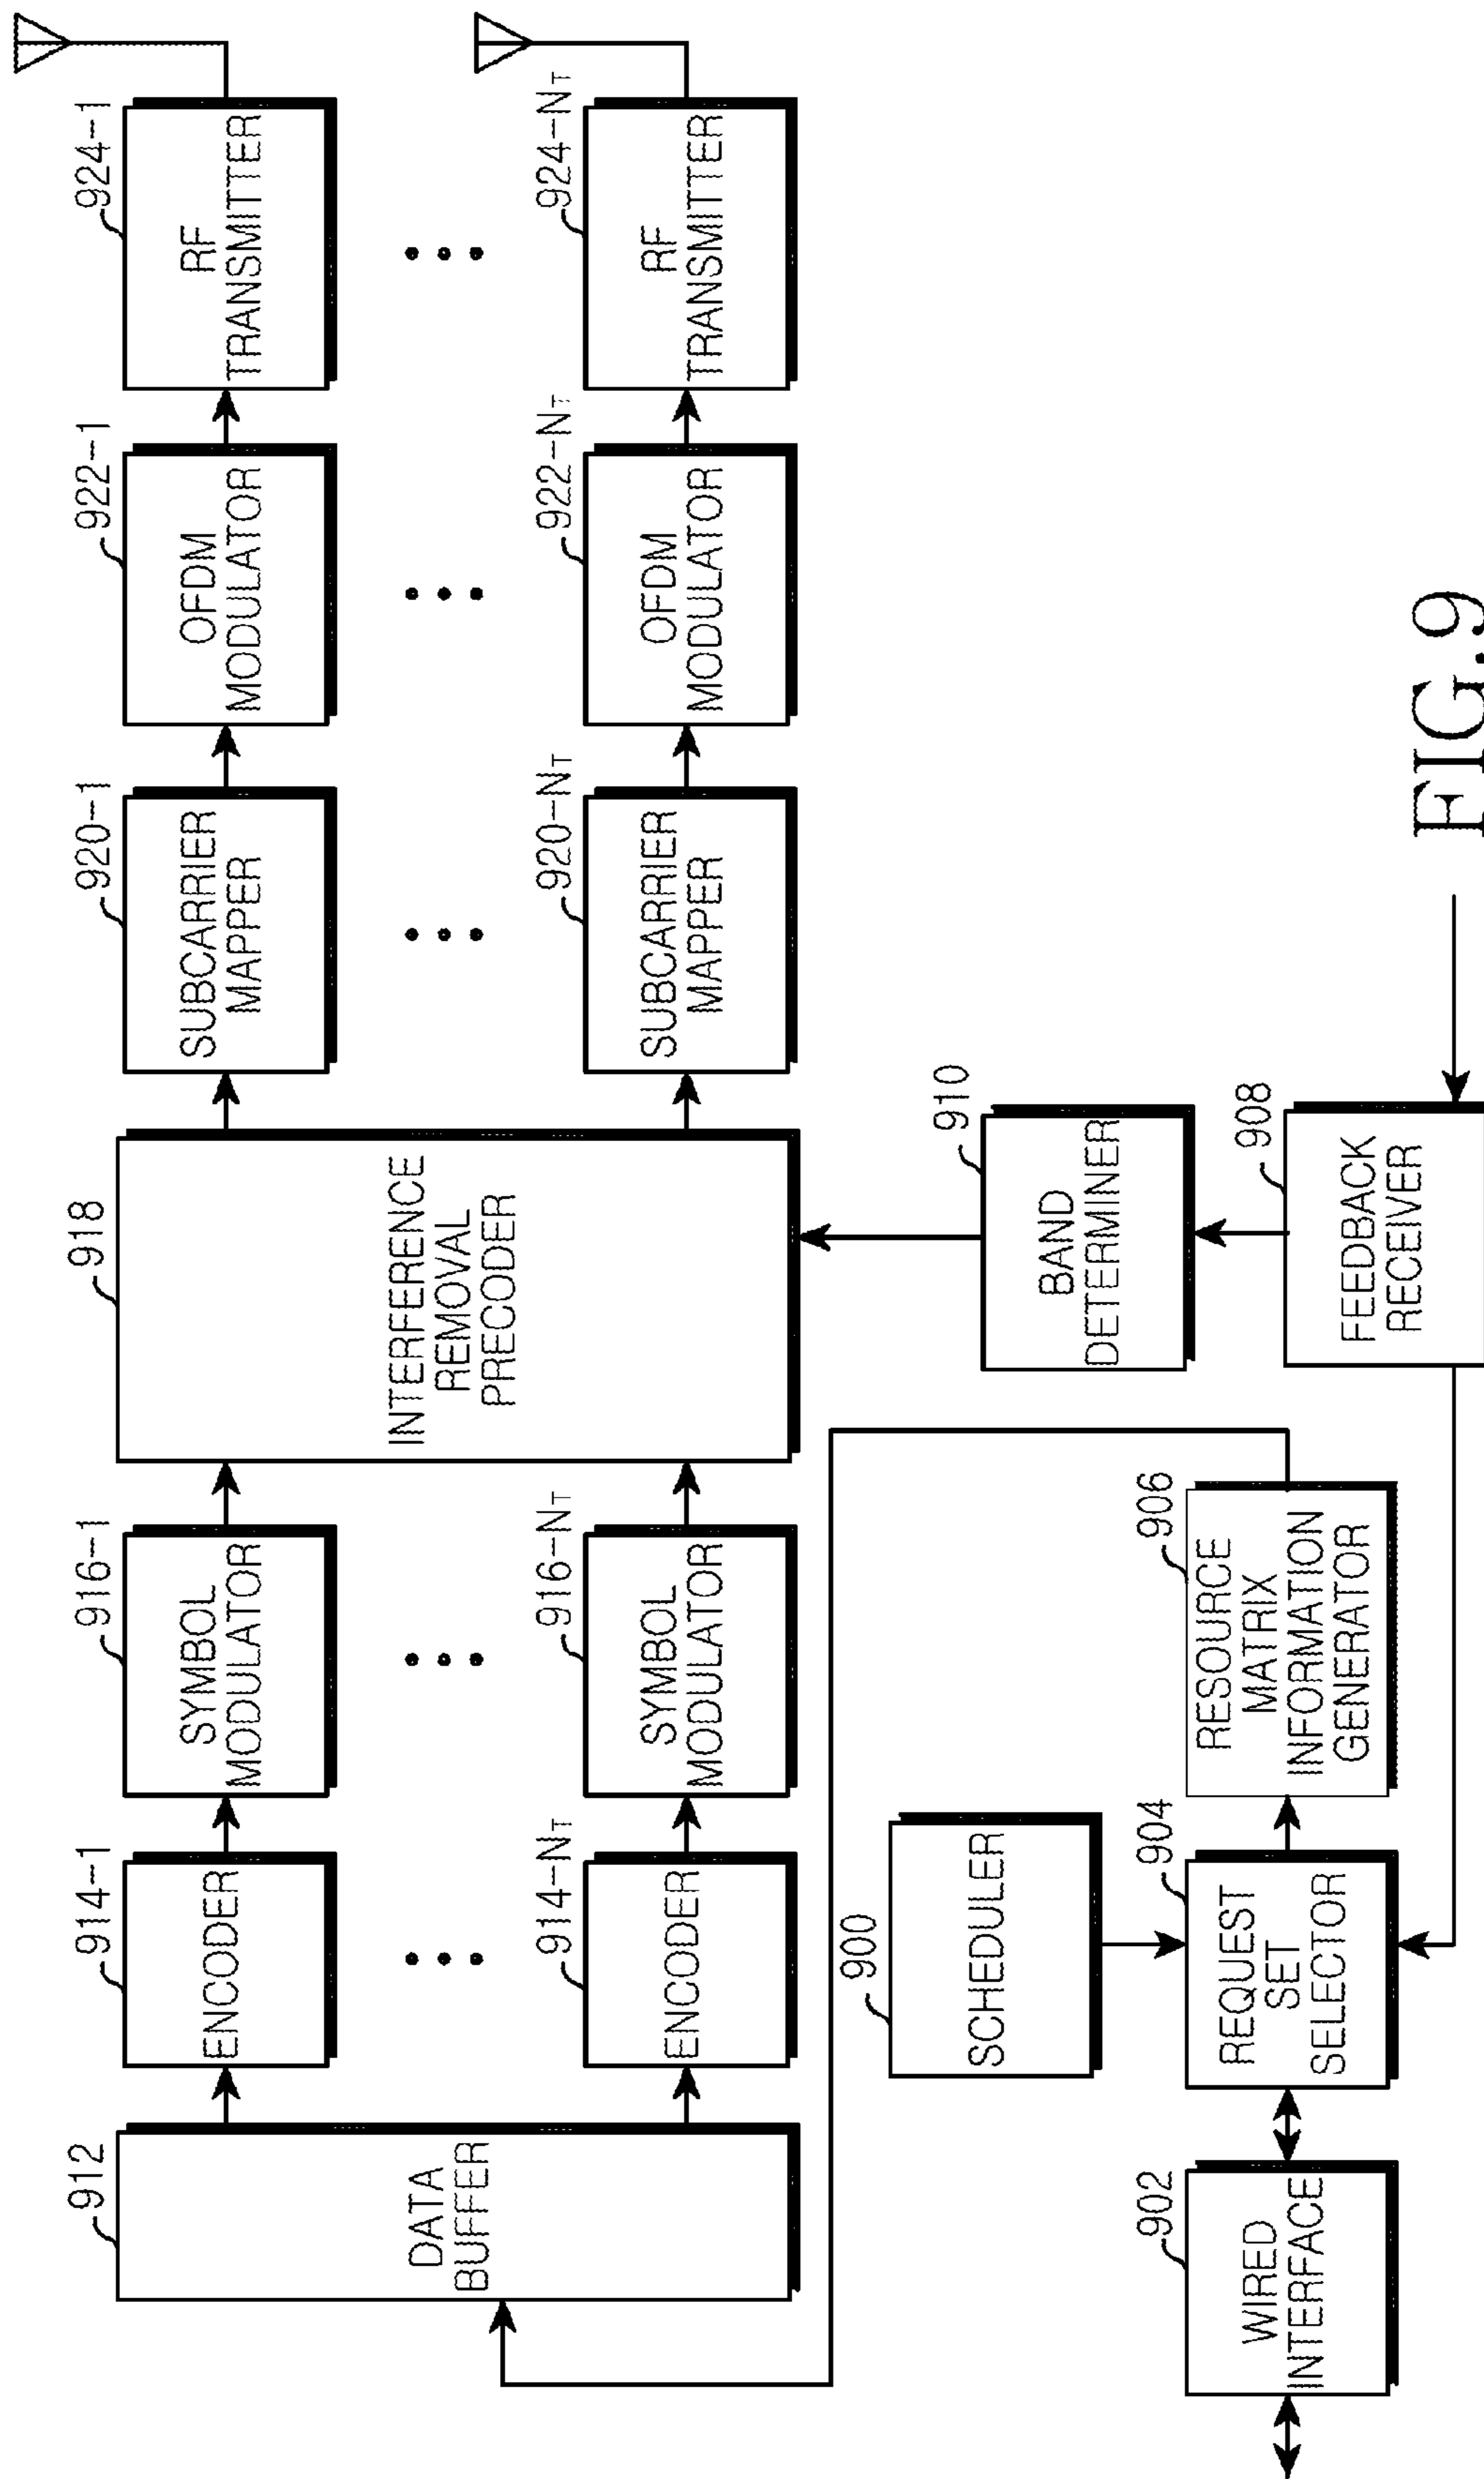 912
DATA
BUFFER
914-1
ENCODER
914-NT
ENCODER
916-1
SYMBOL
MODULATOR
916-NT
SYMBOL
MODULATOR
918
INTERFERENCE
REMOVAL
PRECODER
920-1
SUBCARRIER
MAPPER
920-NT
SUBCARRIER
MAPPER
922-1
OFDM
MODULATOR
922-NT
OFDM
MODULATOR
924-1
RF
TRANSMITTER
924-NT
RF
TRANSMITTER
900
SCHEDULER
902
WIRED
INTERFACE
904
REQUEST
SET
SELECTOR
906
RESOURCE
MATRIX
INFORMATION
GENERATOR
910
BAND
DETERMINER
908
FEEDBACK
RECEIVER
FIG.9